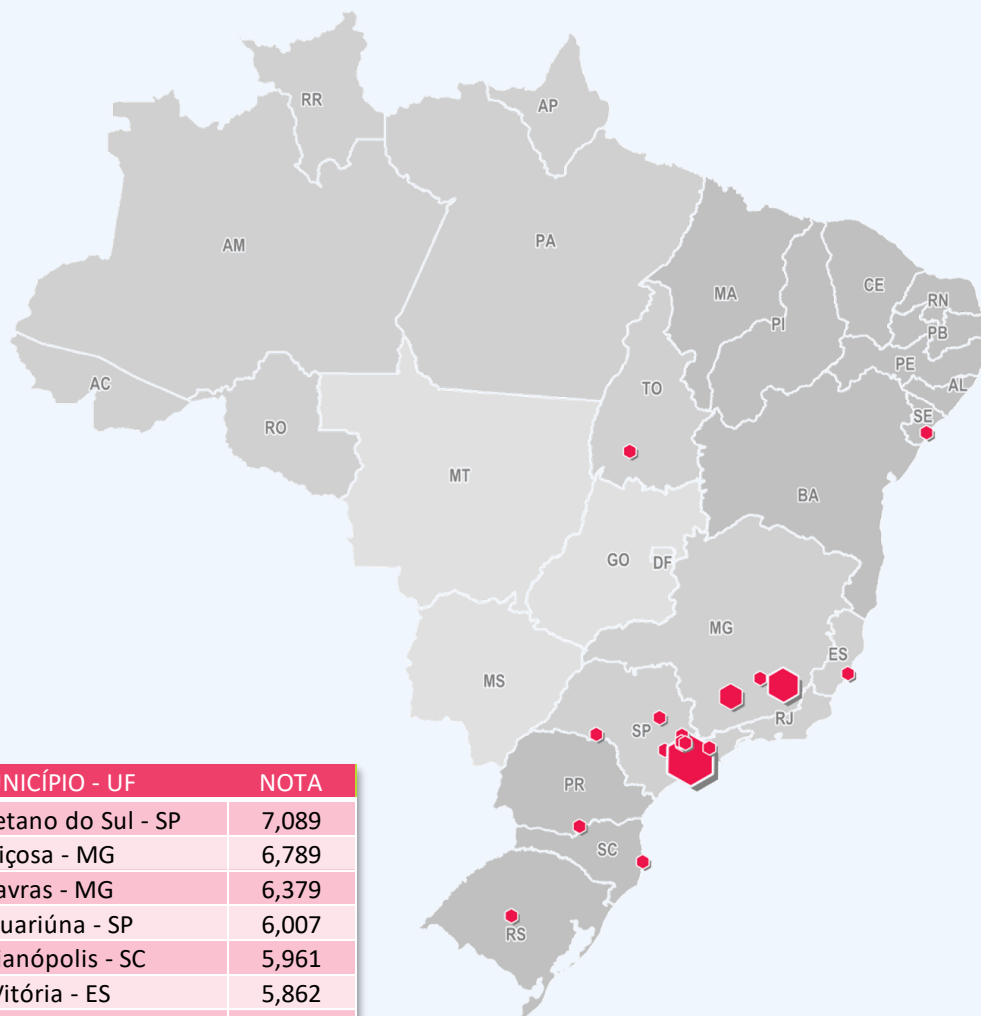 RR
AP
AM
PA
MA
CE
RN
PI
PB
PE
AC
TO
AL
SE
RO
MT
BA
GO
DF
MG
ES
MS
SP
RJ
PR
SC
RS
NICÍPIO - UF NOTA
etano do Sul - SP 7,089
içosa - MG 6,789
avras - MG 6,379
uariúna - SP 6,007
ianópolis - SC 5,961
Vitória - ES 5,862